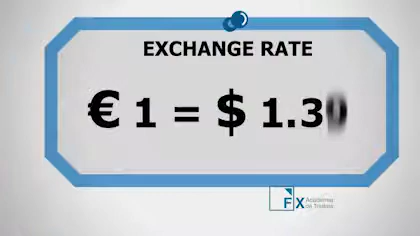 EXCHANGE RATE
€ 1 = $ 1.3
FX